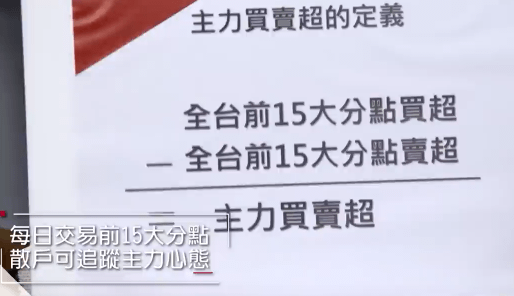 主力買賣超的定義
全台前15大分點買超
— 全台前15大分點賣超
= 主力買賣超
每日交易前15大分點
散戶可追蹤主力心態